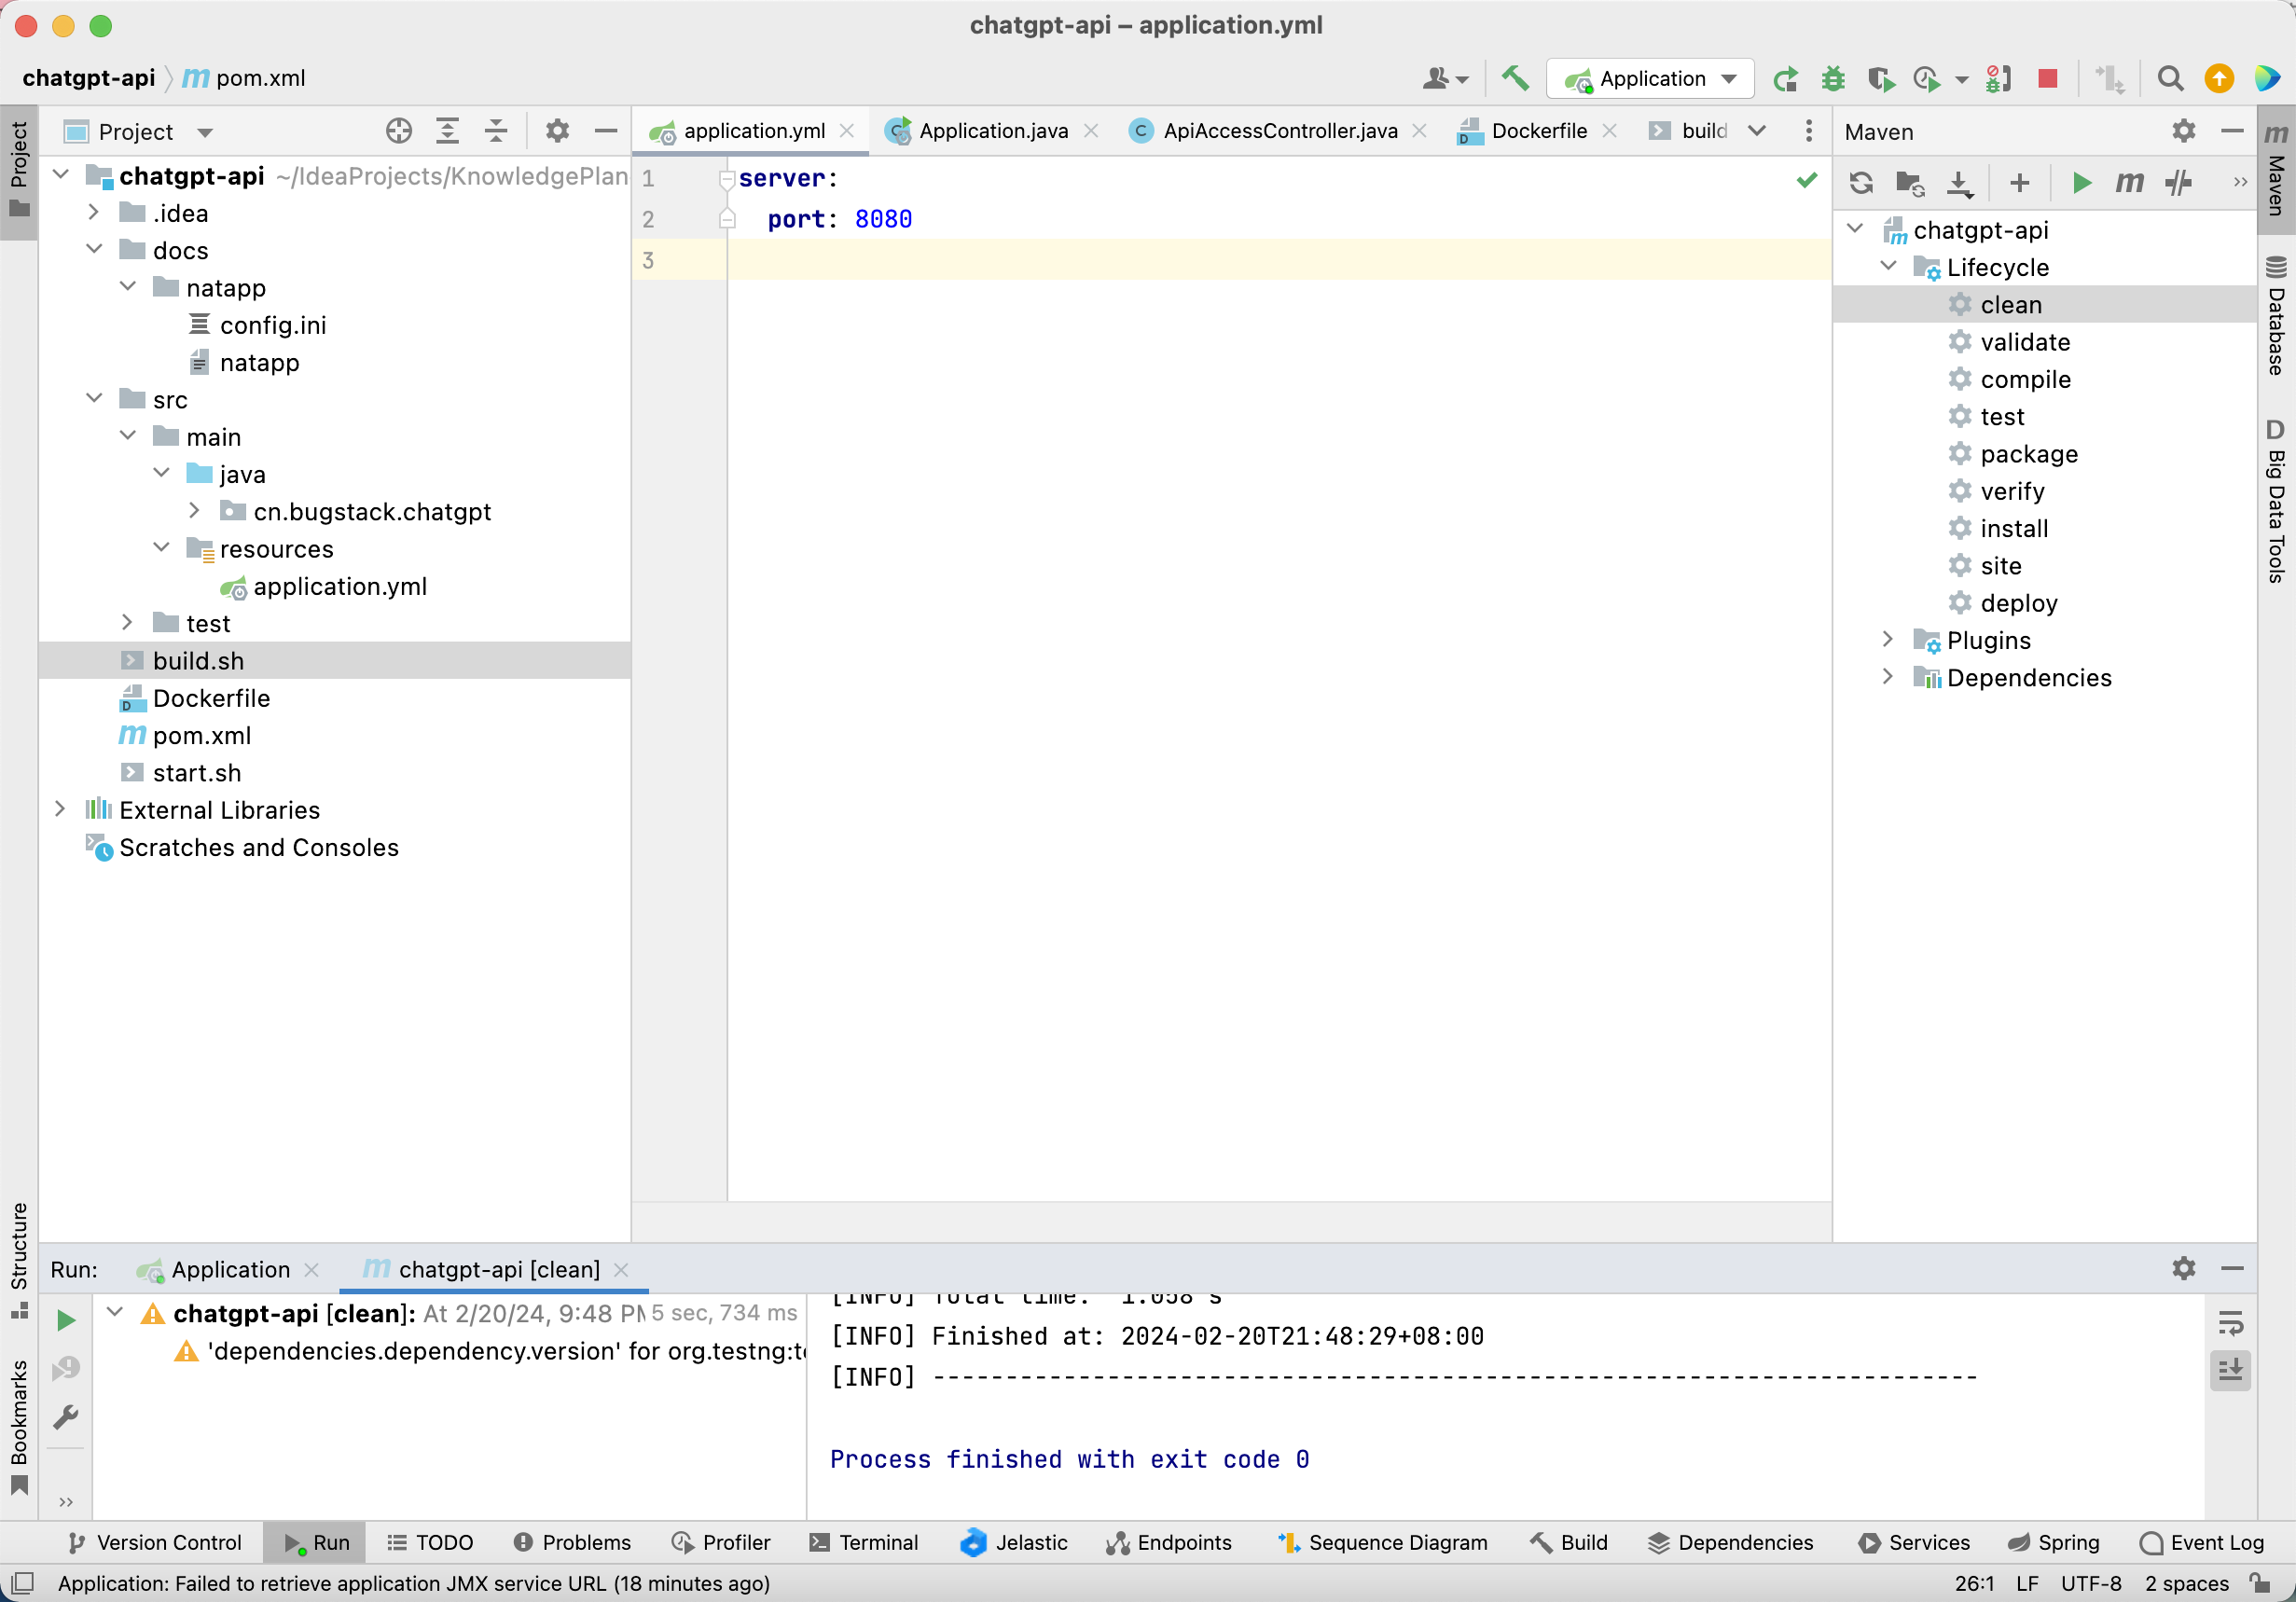 chatgpt-api – application.yml
chatgpt-api
pom.xml
Application
Project
Project
application.yml
Application.java
ApiAccessController.java
Dockerfile
Maven
Maven
chatgpt-api ~/IdeaProjects/KnowledgePlan
.idea
docs
natapp
config.ini
natapp
src
main
java
cn.bugstack.chatgpt
resources
application.yml
test
build.sh
Dockerfile
pom.xml
start.sh
External Libraries
Scratches and Consoles
1 server:
2 port: 8080
3
chatgpt-api
Lifecycle
clean
validate
compile
test
package
verify
install
site
deploy
Plugins
Dependencies
Database
D Big Data Tools
Structure
Bookmarks
Run:
Application
chatgpt-api [clean]
chatgpt-api [clean]: At 2/20/24, 9:48 PM 5 sec, 734 ms
'dependencies.dependency.version' for org.testng:te
[INFO] Total time: 1.058 s
[INFO] Finished at: 2024-02-20T21:48:29+08:00
[INFO] ------------------------------------------------------------------------
Process finished with exit code 0
Version Control
Run
TODO
Problems
Profiler
Terminal
Jelastic
Endpoints
Sequence Diagram
Build
Dependencies
Services
Spring
Event Log
Application: Failed to retrieve application JMX service URL (18 minutes ago)
26:1 LF UTF-8 2 spaces